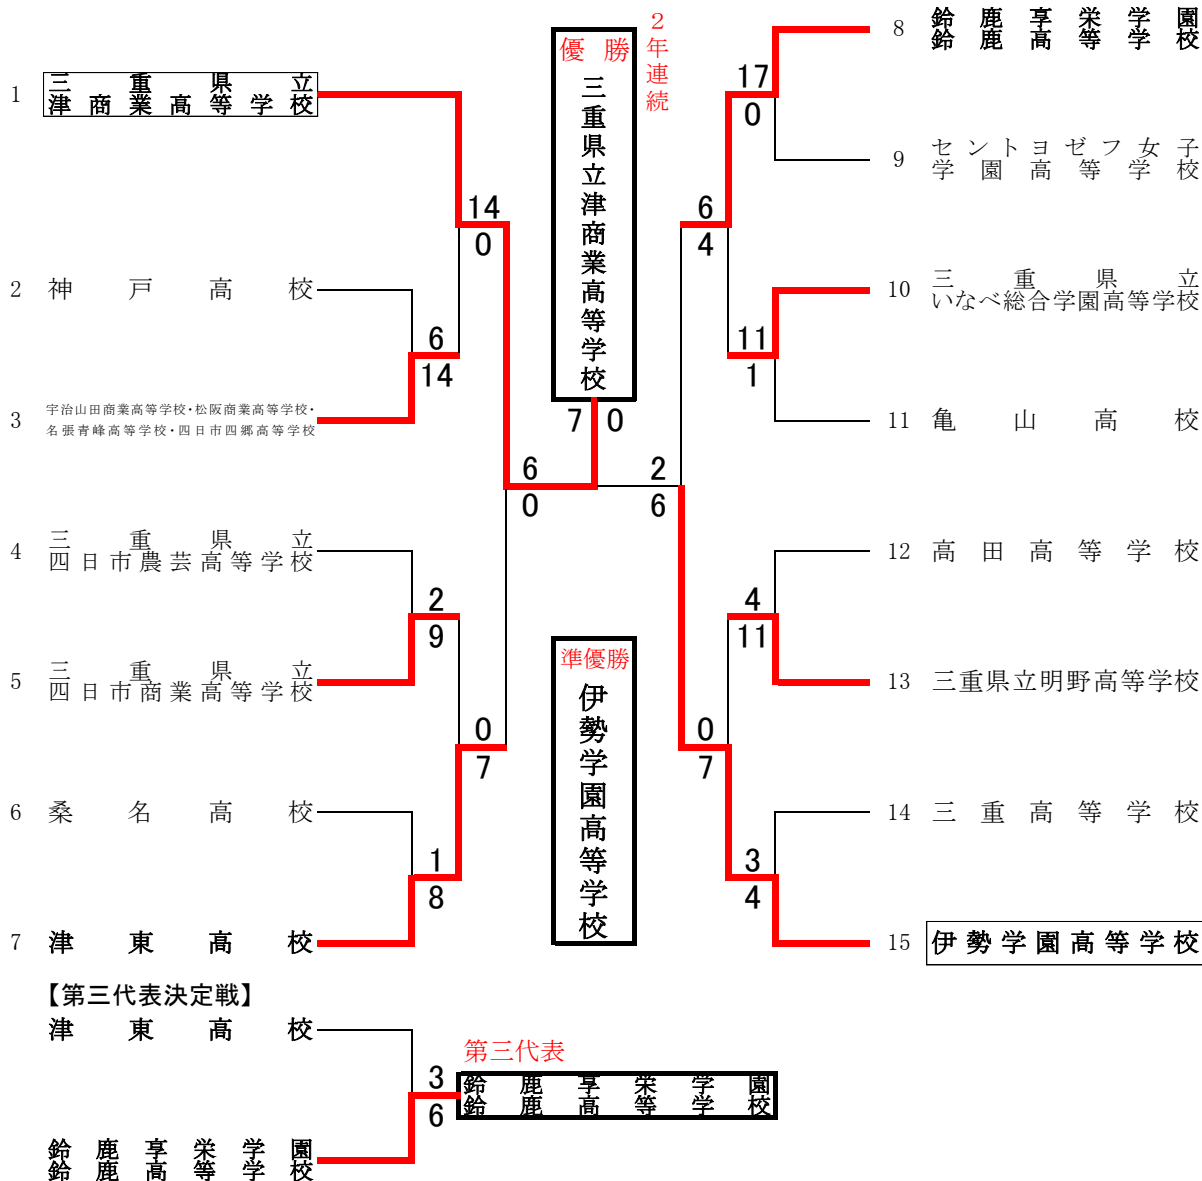 1
三重県立
津商業高等学校
2
神戸高校
3
宇治山田商業高等学校・松阪商業高等学校・
名張青峰高等学校・四日市四郷高等学校
4
三重県立
四日市農芸高等学校
5
三重県立
四日市商業高等学校
6
桑名高校
7
津東高校
14
0
6
14
2
9
0
7
1
8
6
0
優勝
三重県立津商業高等学校
2年連続
7 0
準優勝
伊勢学園高等学校
2
6
17
0
6
4
11
1
4
11
0
7
3
4
8
鈴鹿享栄学園
鈴鹿高等学校
9
セントヨゼフ女子
学園高等学校
10
三重県立
いなべ総合学園高等学校
11
亀山高校
12
高田高等学校
13
三重県立明野高等学校
14
三重高等学校
15
伊勢学園高等学校
【第三代表決定戦】
津東高校
鈴鹿享栄学園
鈴鹿高等学校
3
6
第三代表
鈴鹿享栄学園
鈴鹿高等学校